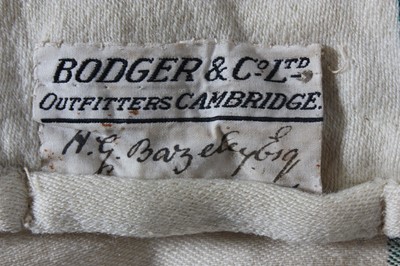 BODGER & Co LTD
OUTFITTERS CAMBRIDGE.
H. G. Bazeley Esq